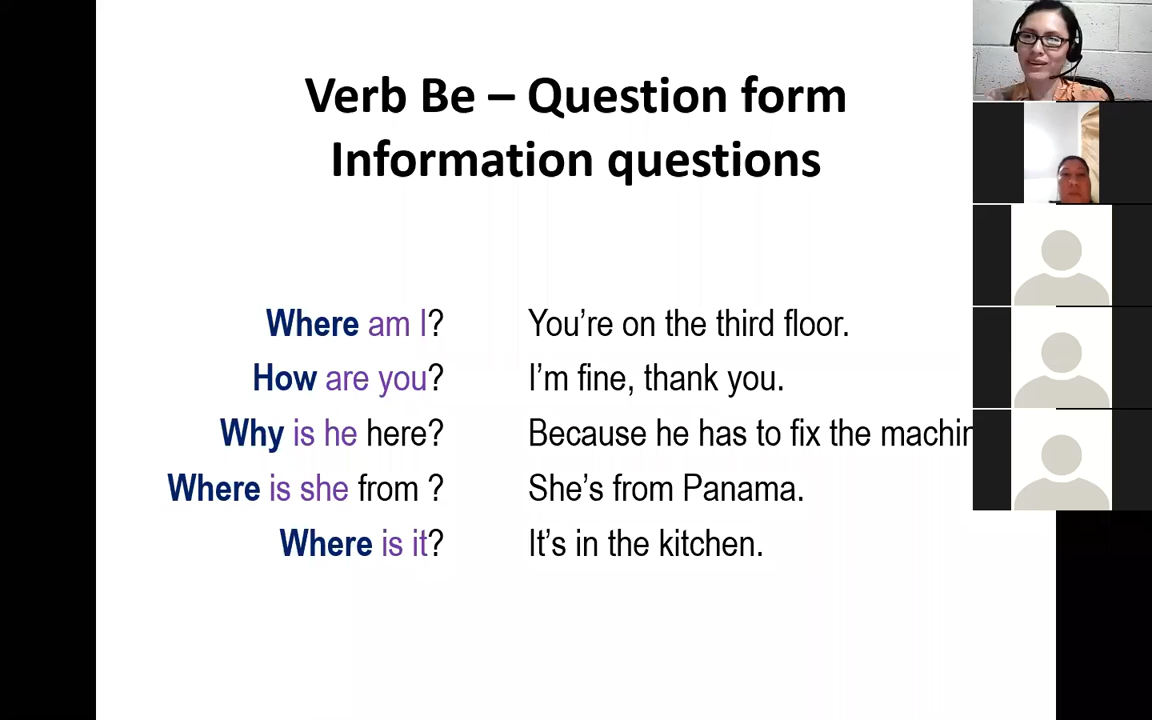 Verb Be – Question form
Information questions
Where am I? You're on the third floor.
How are you? I'm fine, thank you.
Why is he here? Because he has to fix the
Where is she from ? She's from Panama.
Where is it? It's in the kitchen.